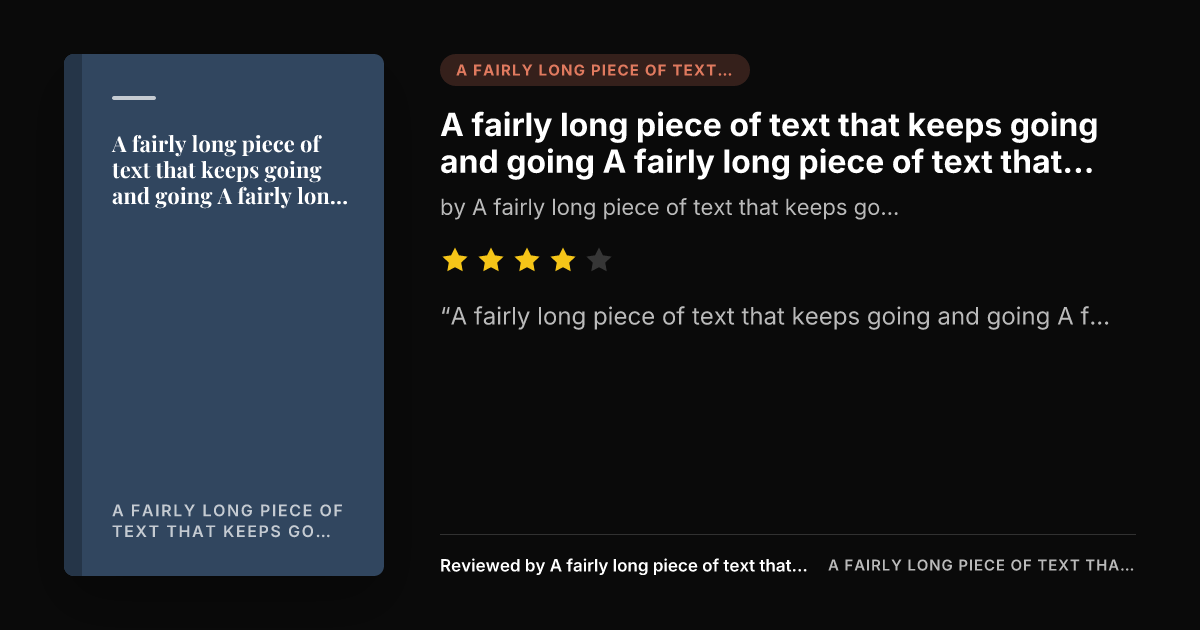 A fairly long piece of
text that keeps going
and going A fairly lon...
A FAIRLY LONG PIECE OF
TEXT THAT KEEPS GO...
A FAIRLY LONG PIECE OF TEXT...
A fairly long piece of text that keeps going
and going A fairly long piece of text that...
by A fairly long piece of text that keeps go...
“A fairly long piece of text that keeps going and going A f...
Reviewed by A fairly long piece of text that...
A FAIRLY LONG PIECE OF TEXT THA...